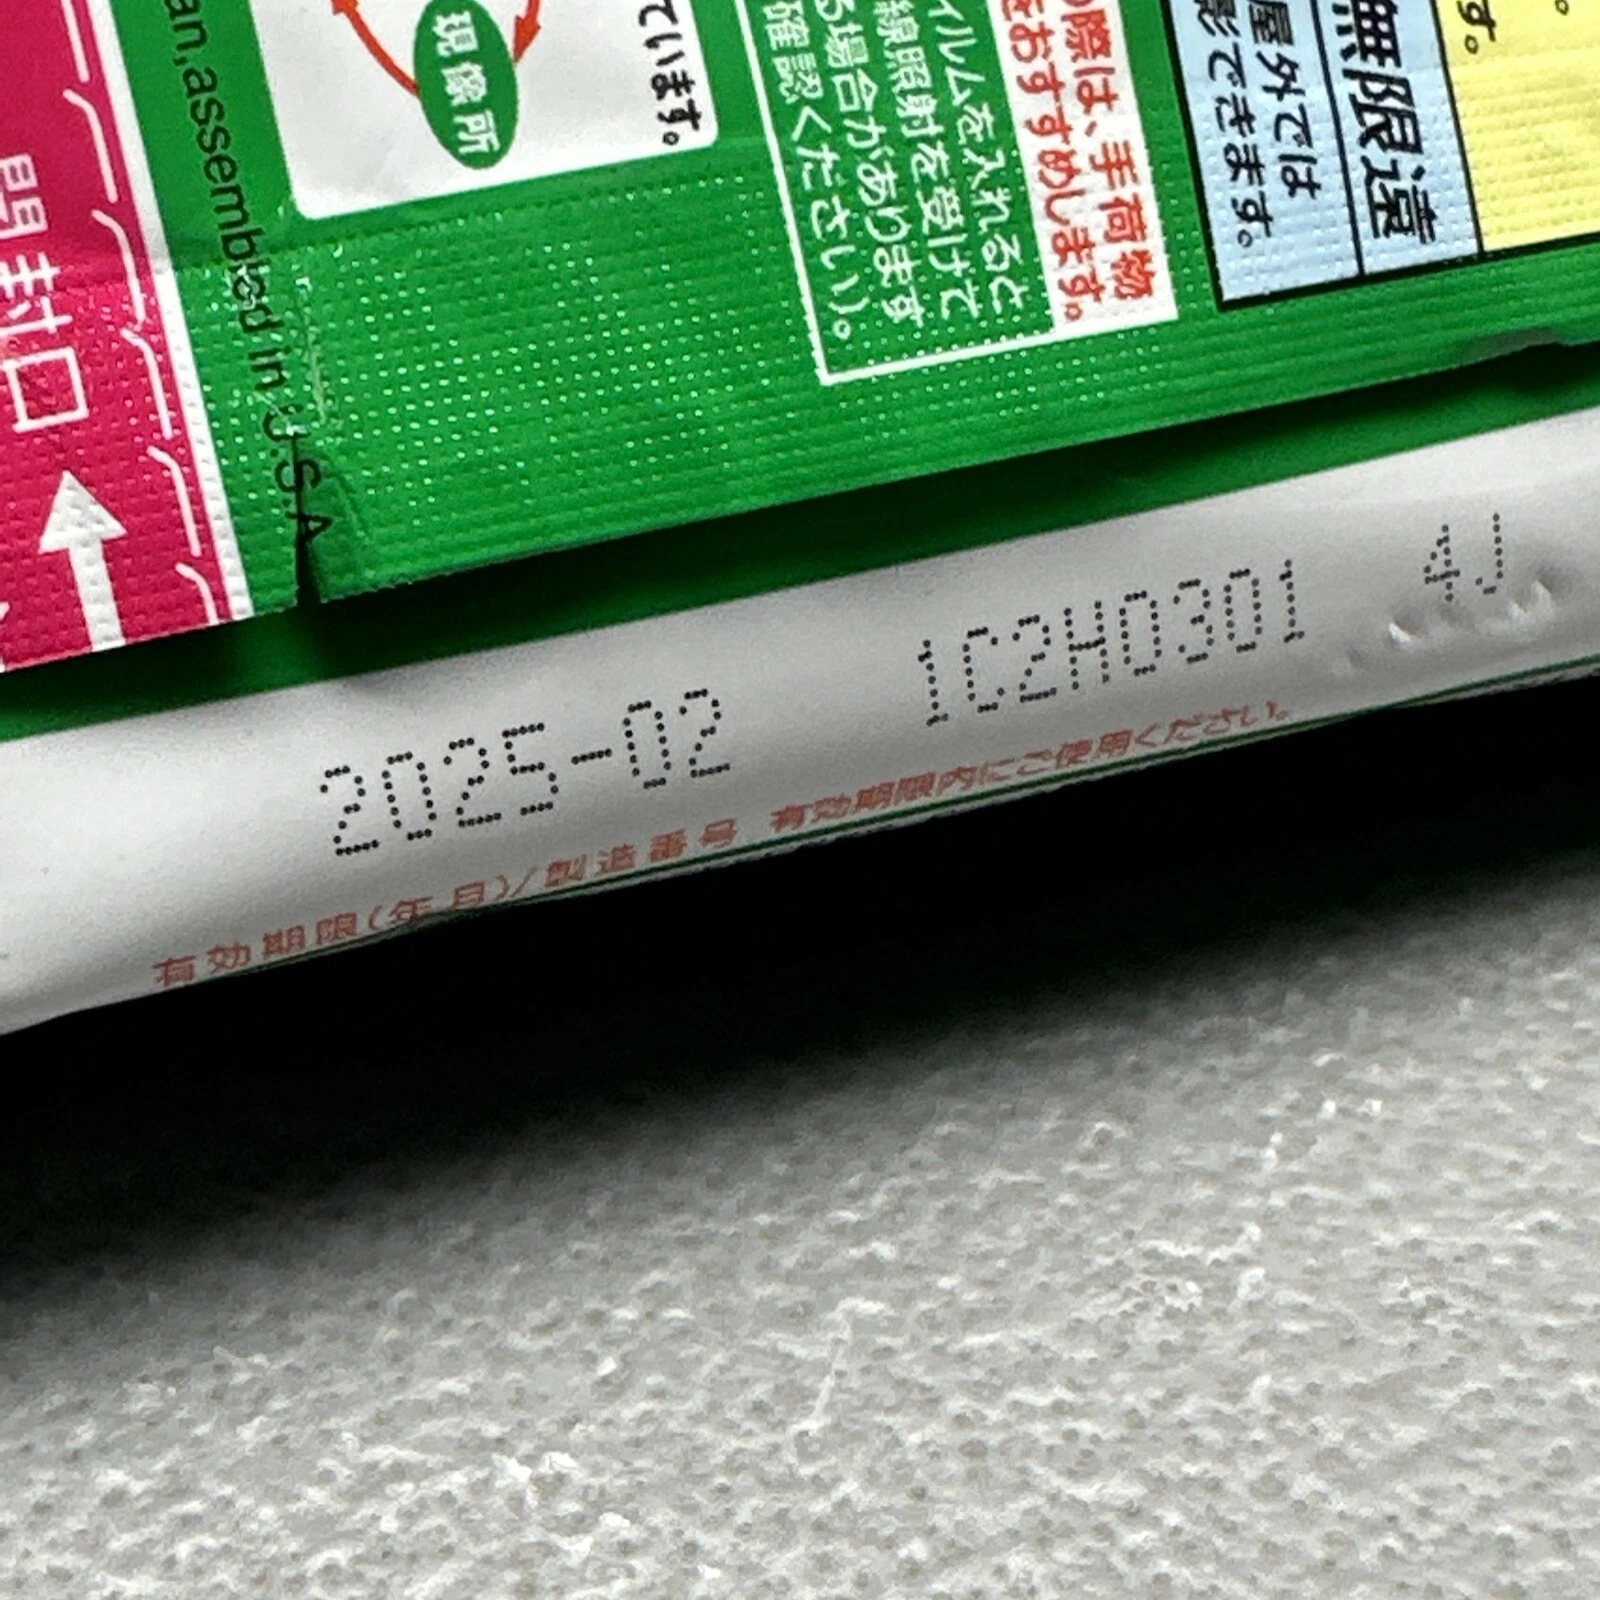 開封口
an,assembled in U.S.A
現像所
ています。
の際は、手荷物
をおすすめします。
ィルムを入れると
線照射を受けて
る場合があります
確認ください)。
無限遠
屋外では
影できます。
す。
2025-02 1C2H0301 4J
有効期限(年月)/製造番号 有効期限内にご使用ください。